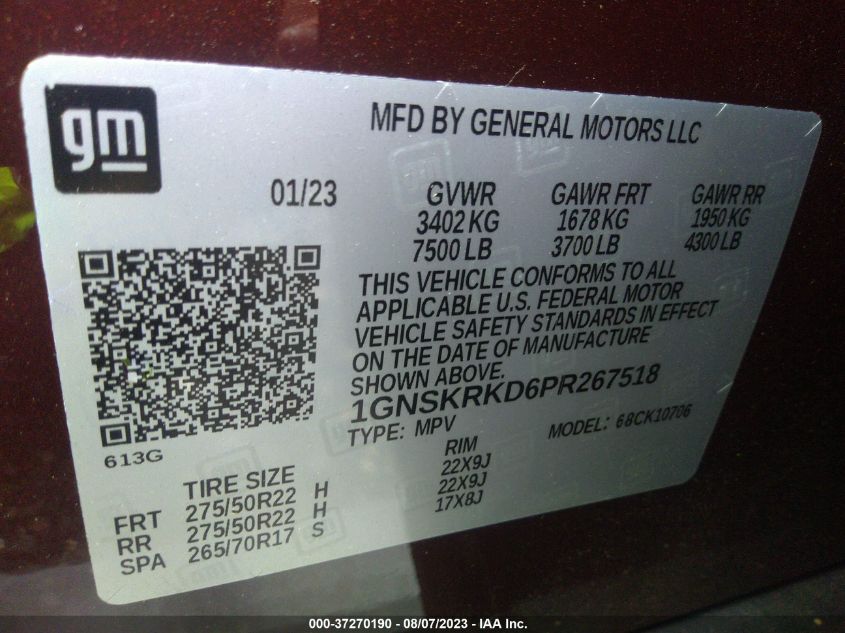 gm
MFD BY GENERAL MOTORS LLC
01/23 GVWR GAWR FRT GAWR RR
3402 KG 1678 KG 1950 KG
7500 LB 3700 LB 4300 LB
THIS VEHICLE CONFORMS TO ALL
APPLICABLE U.S. FEDERAL MOTOR
VEHICLE SAFETY STANDARDS IN EFFECT
ON THE DATE OF MANUFACTURE
SHOWN ABOVE.
1GNSKRKD6PR267518
TYPE: MPV MODEL: 68CK10706
613G
TIRE SIZE RIM
FRT 275/50R22 H 22X9J
RR 275/50R22 H 22X9J
SPA 265/70R17 S 17X8J
000-37270190 - 08/07/2023 - IAA Inc.